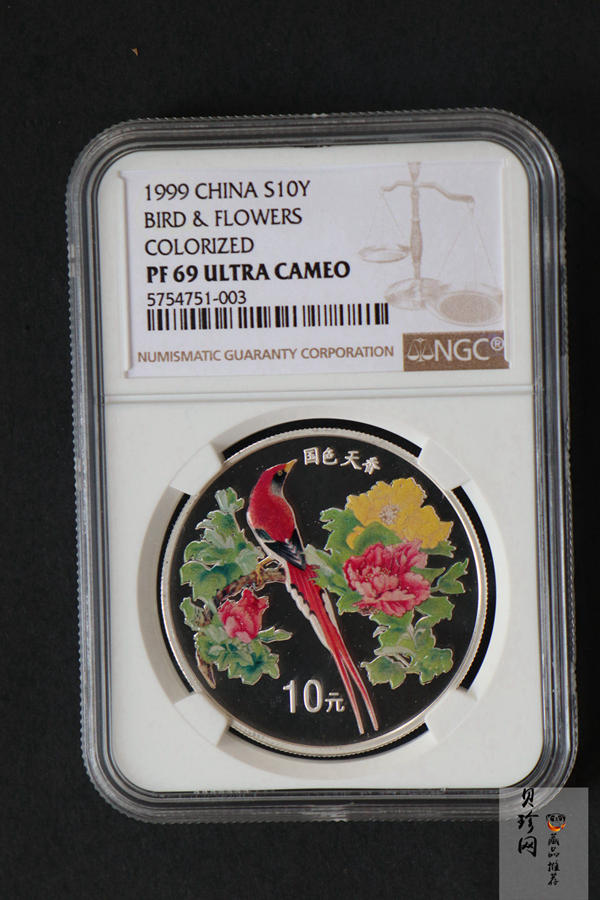 1999 CHINA S10Y
BIRD & FLOWERS
COLORIZED
PF 69 ULTRA CAMEO
5754751-003
NUMISMATIC GUARANTY CORPORATION
NGC®
国色天香
10元
贝珍网
藏品推荐